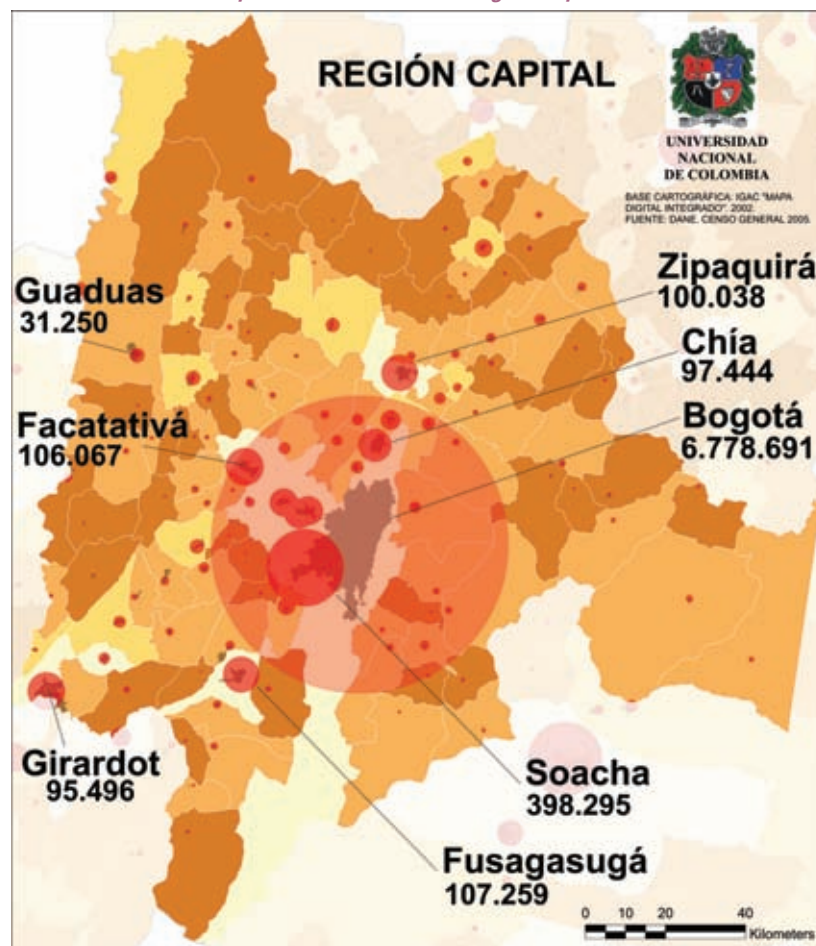 REGIÓN CAPITAL
UNIVERSIDAD
NACIONAL
DE COLOMBIA
BASE CARTOGRÁFICA: IGAC "MAPA
DIGITAL INTEGRADO". 2002.
FUENTE: DANE. CENSO GENERAL 2005.
Zipaquirá
100.038
Guaduas
31.250
Chía
97.444
Bogotá
6.778.691
Facatativá
106.067
Girardot
95.496
Soacha
398.295
Fusagasugá
107.259
0 10 20 40
Kilometers